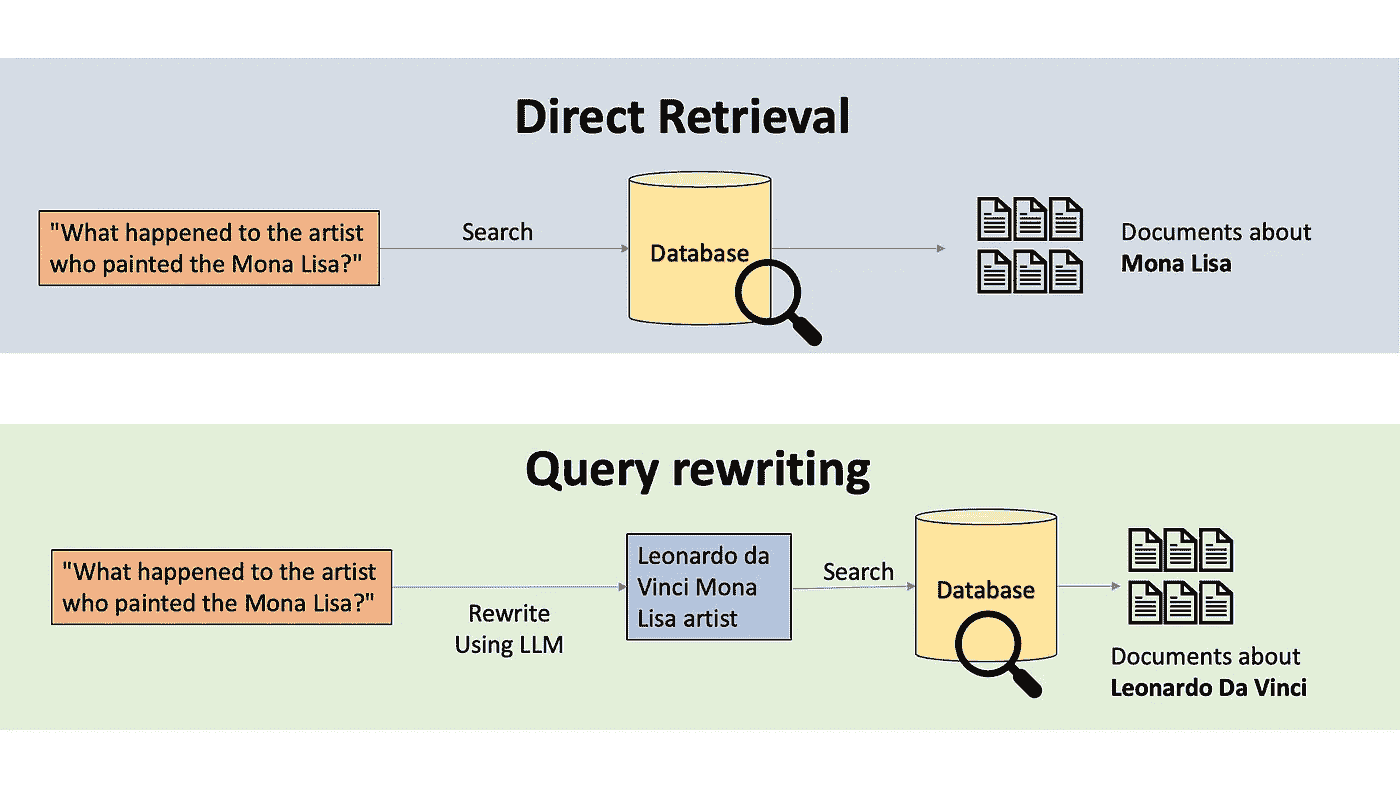 Direct Retrieval
"What happened to the artist
who painted the Mona Lisa?"
Search
Database
Documents about
Mona Lisa
Query rewriting
"What happened to the artist
who painted the Mona Lisa?"
Rewrite
Using LLM
Leonardo da
Vinci Mona
Lisa artist
Search
Database
Documents about
Leonardo Da Vinci